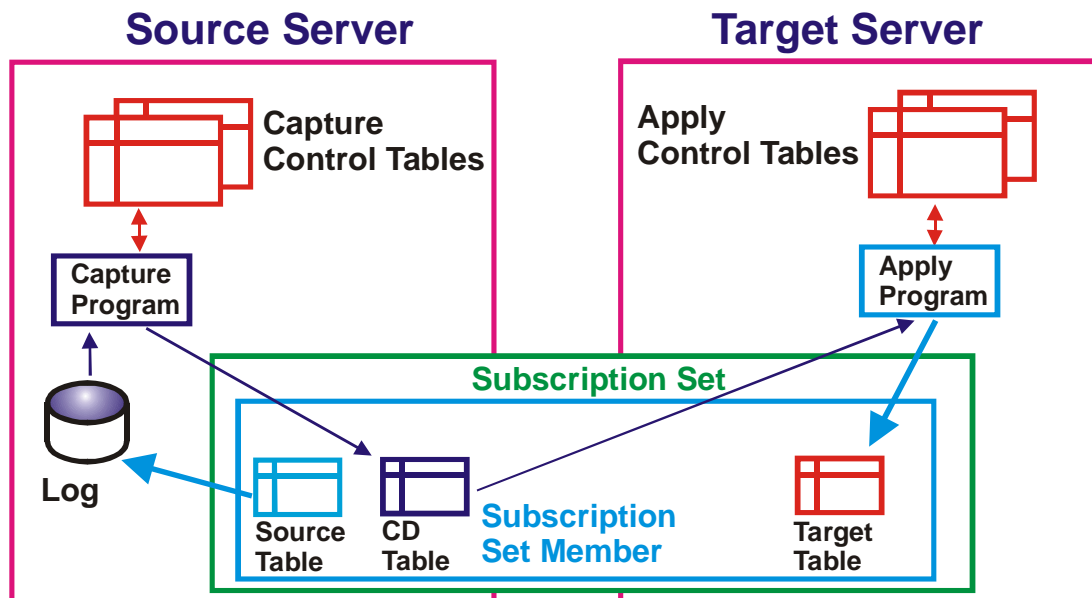 Source Server
Target Server
Capture
Control Tables
Apply
Control Tables
Capture
Program
Apply
Program
Subscription Set
Log
Source
Table
CD
Table
Subscription
Set Member
Target
Table